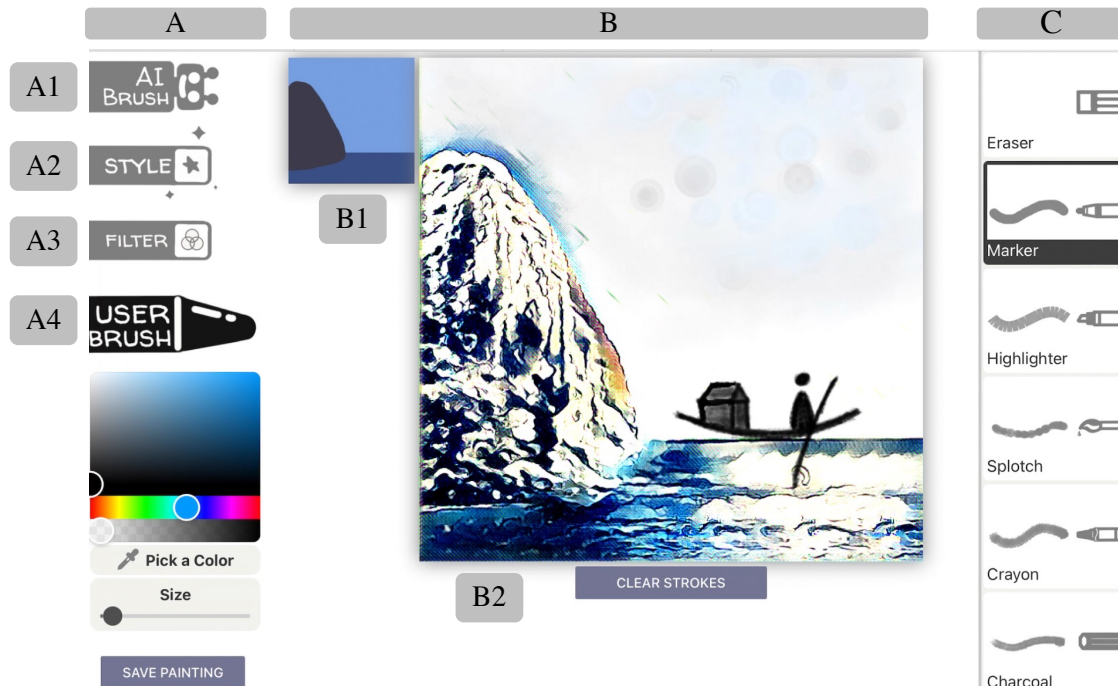 A
B
C
A1
AI
BRUSH
A2
STYLE
A3
FILTER
A4
USER
BRUSH
Pick a Color
Size
SAVE PAINTING
B1
B2
CLEAR STROKES
Eraser
Marker
Highlighter
Splotch
Crayon
Charcoal